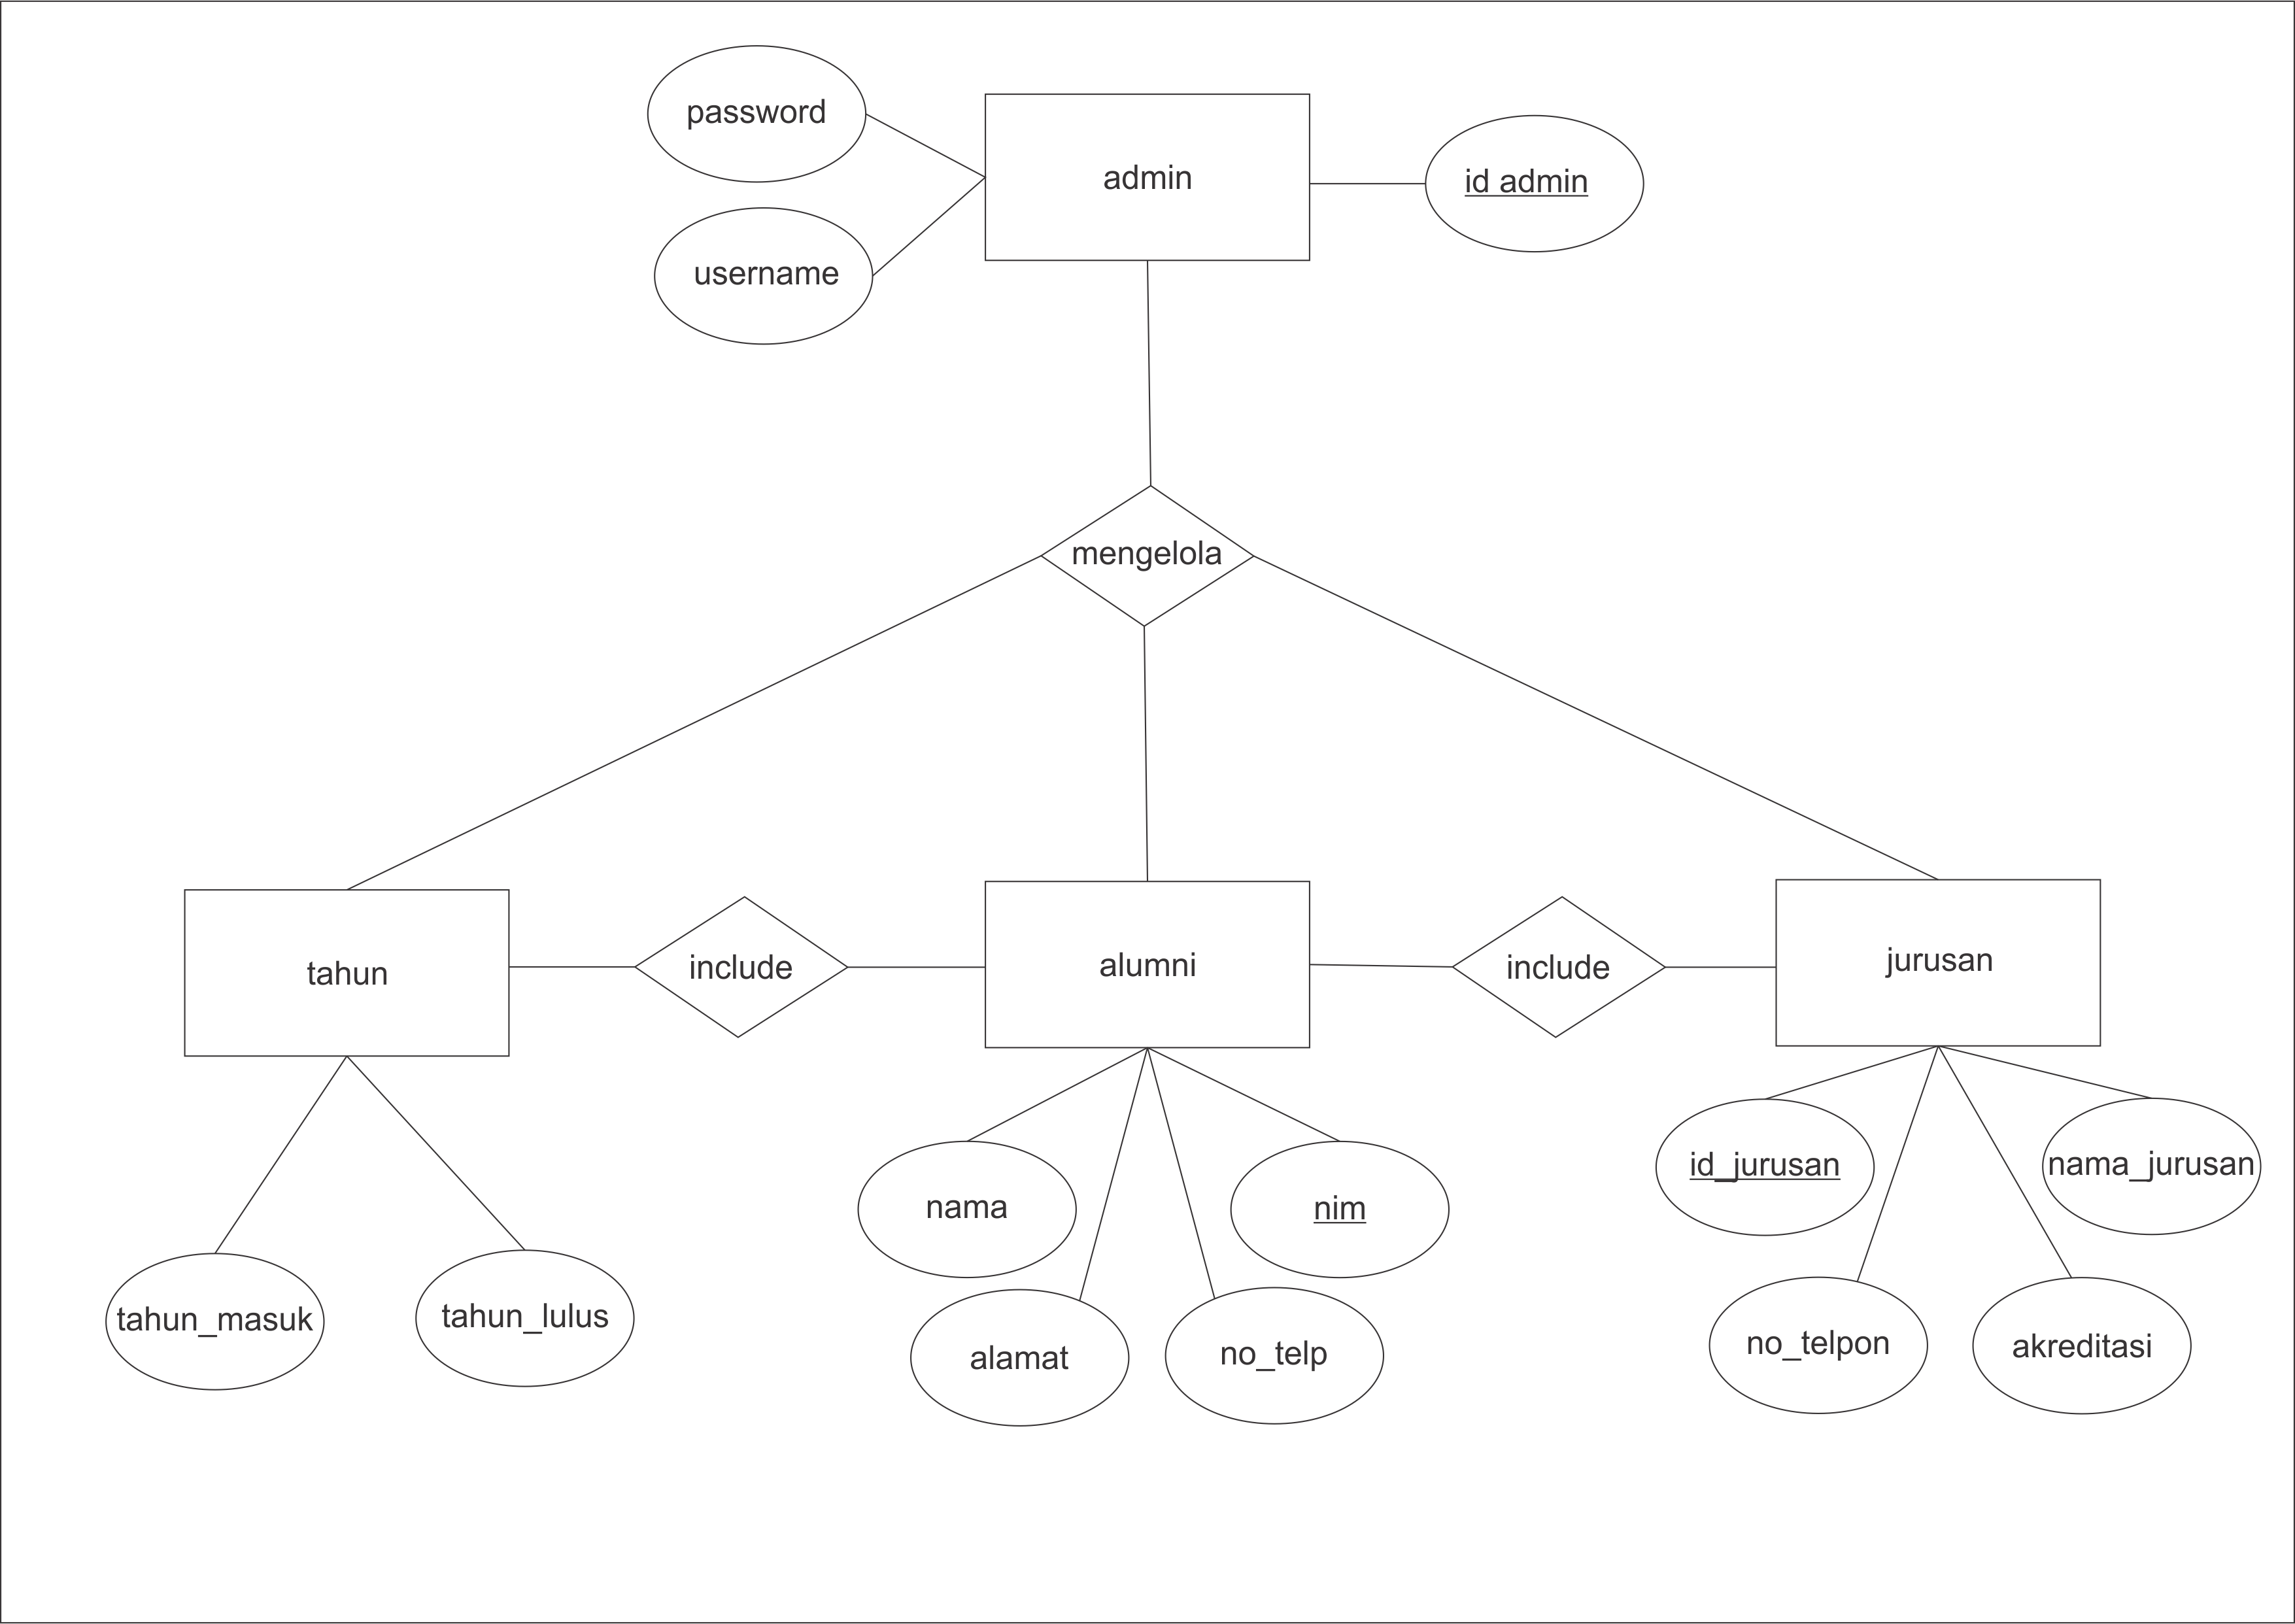 password
admin
id admin
username
mengelola
tahun
include
alumni
include
jurusan
nama
nim
id_jurusan
nama_jurusan
tahun_masuk
tahun_lulus
alamat
no_telp
no_telpon
akreditasi